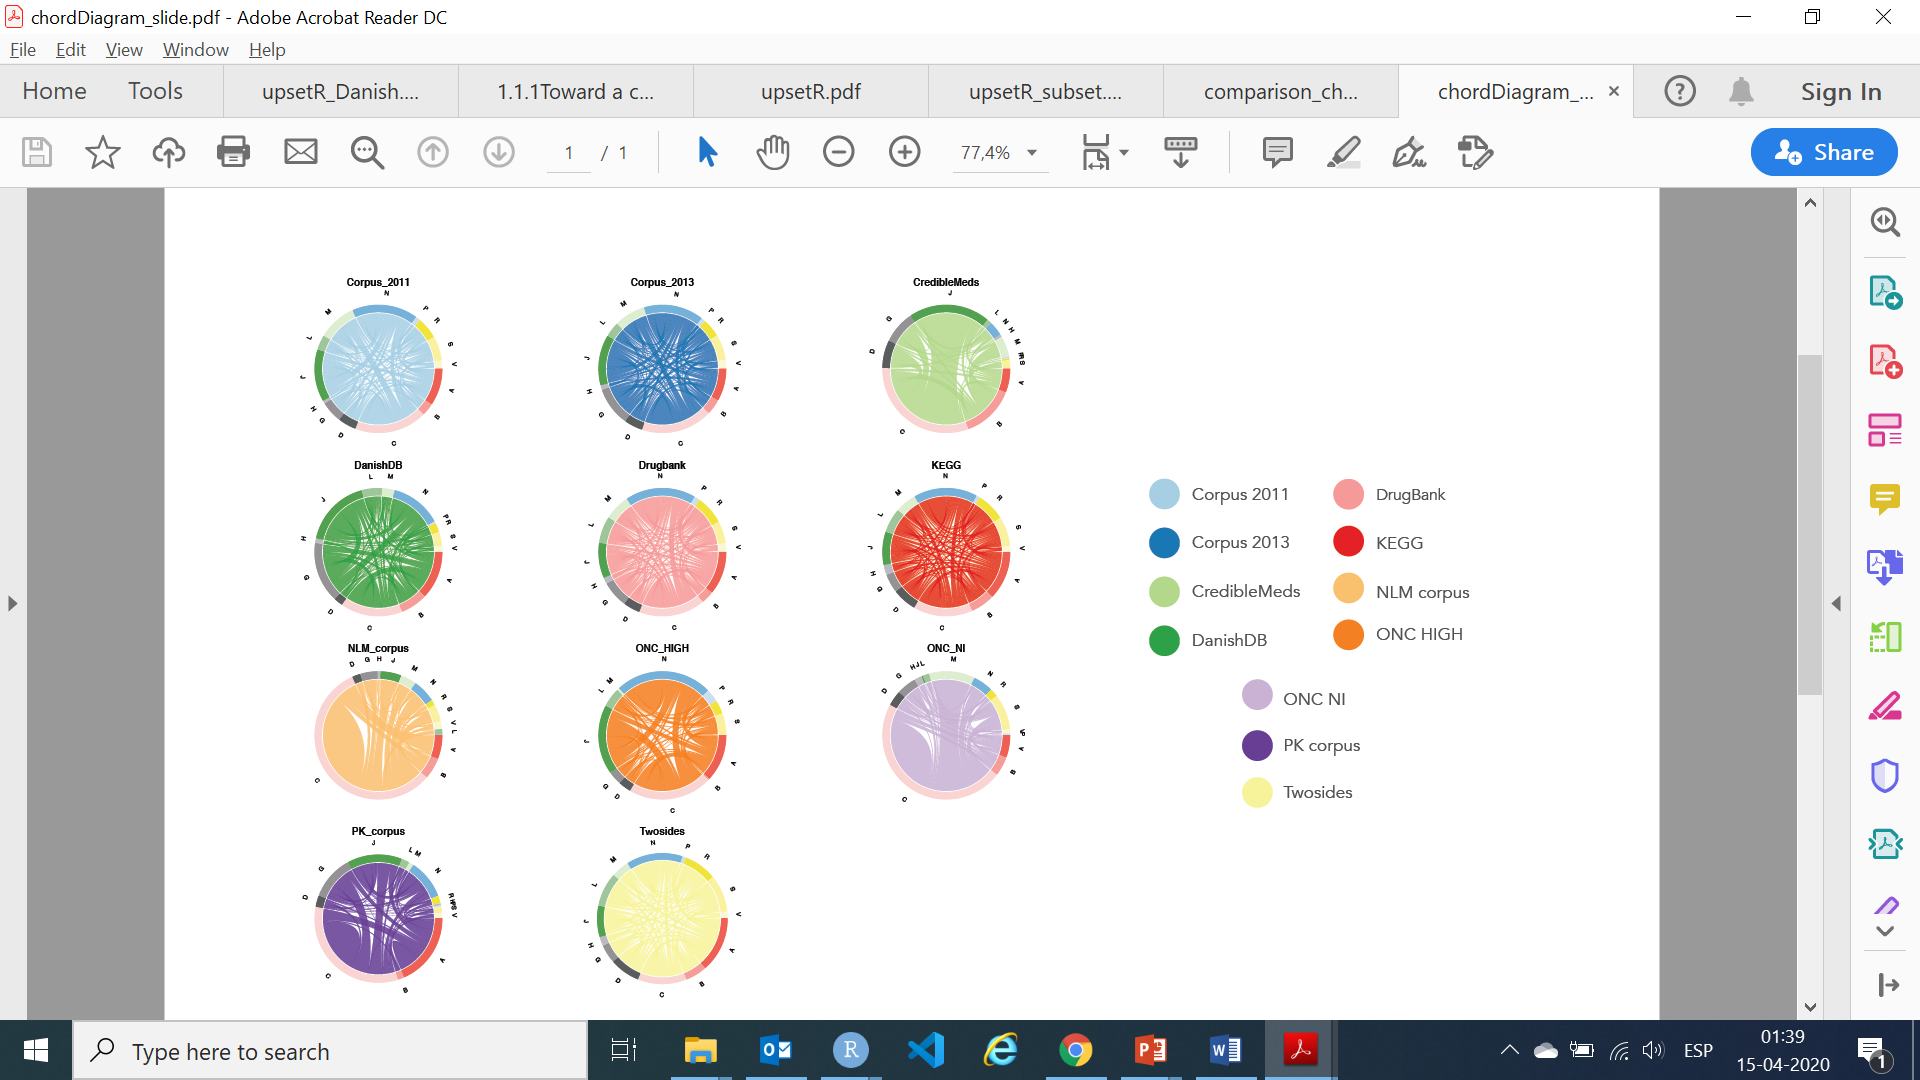 chordDiagram_slide.pdf - Adobe Acrobat Reader DC
File Edit View Window Help
Home Tools upsetR_Danish.... 1.1.1Toward a c... upsetR.pdf upsetR_subset.... comparison_ch... chordDiagram_... × ? Sign In
1 / 1 77,4% Share
Corpus_2011
N
M
P
R
L
S
V
J
A
H
G
B
D
C
Corpus_2013
N
M
P
R
L
S
V
J
A
H
G
B
D
C
CredibleMeds
J
G
L
N
H
M
D
S
A
B
C
DanishDB
L M
J
N
P R
S
H
V
G
A
D
B
C
Drugbank
N
M
P
R
L
S
V
J
A
H
G
B
D
C
KEGG
N
M
P
R
L
S
J
V
H
A
G
D
B
C
NLM_corpus
D G H J
M
N
R
S
V
L
A
B
C
ONC_HIGH
N
L M
P
R
S
J
A
G
D
B
C
ONC_NI
H J L M
G
N
D
R
S
A
B
C
PK_corpus
J
L M
G
N
D
V
A
C
B
Twosides
N
M
P
R
L
S
J
V
H
A
G
D
B
C
Corpus 2011
Corpus 2013
CredibleMeds
DanishDB
DrugBank
KEGG
NLM corpus
ONC HIGH
ONC NI
PK corpus
Twosides
Type here to search
ESP
01:39
15-04-2020
1